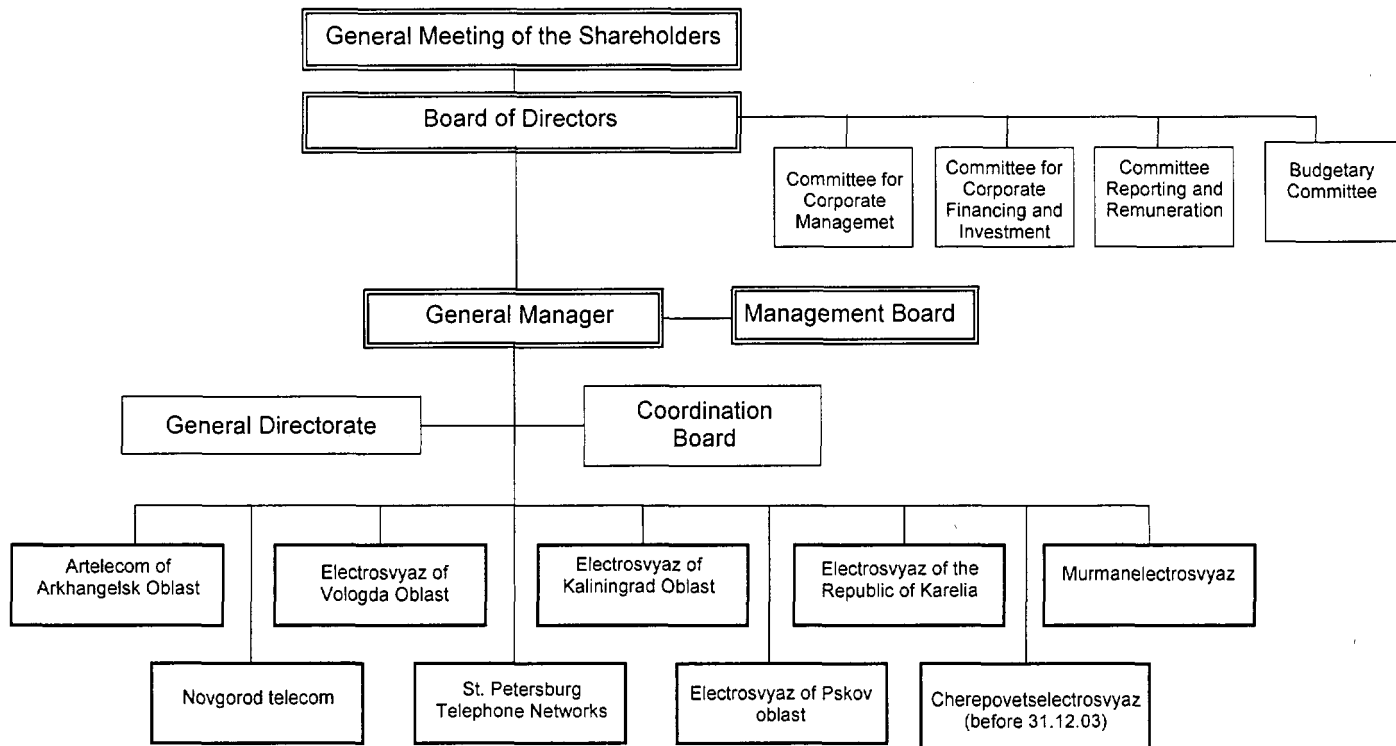 General Meeting of the Shareholders
Board of Directors
Committee for
Corporate
Managemet
Committee for
Corporate
Financing and
Investment
Committee
Reporting and
Remuneration
Budgetary
Committee
General Manager
Management Board
General Directorate
Coordination
Board
Artelecom of
Arkhangelsk Oblast
Electrosvyaz of
Vologda Oblast
Electrosvyaz of
Kaliningrad Oblast
Electrosvyaz of the
Republic of Karelia
Murmanelectrosvyaz
Novgorod telecom
St. Petersburg
Telephone Networks
Electrosvyaz of Pskov
oblast
Cherepovetselectrosvyaz
(before 31.12.03)